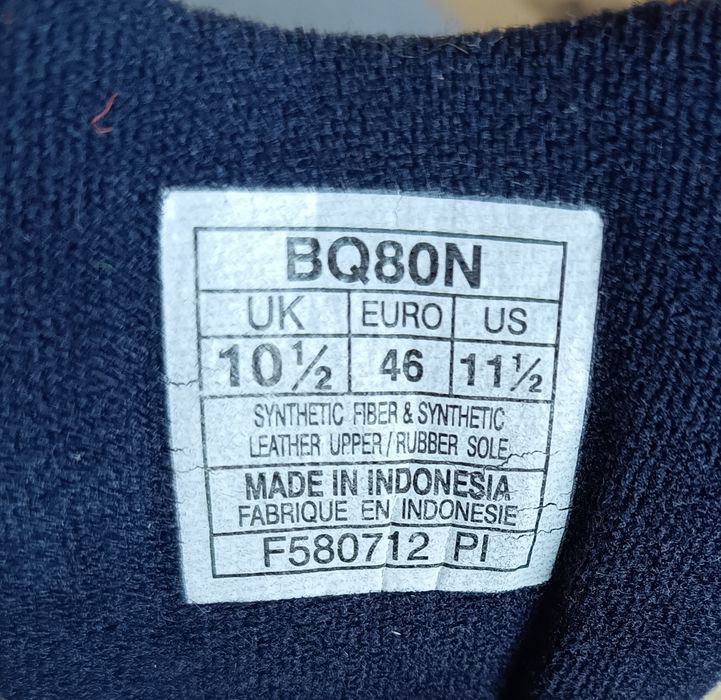 BQ80N
UK EURO US
10½ 46 11½
SYNTHETIC FIBER & SYNTHETIC
LEATHER UPPER / RUBBER SOLE
MADE IN INDONESIA
FABRIQUE EN INDONESIE
F580712 PI